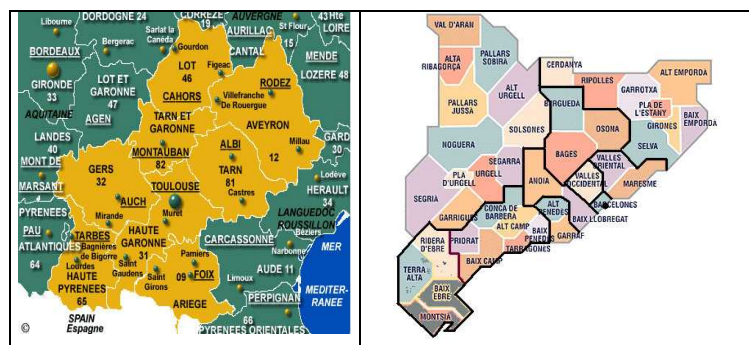 DORDOGNE 24
CORREZE
19
AUVERGNE
St Flour
43 Hte
LOIRE
Libourne
Bergerac
Sarlat la
Canéda
Gourdon
AURILLAC
CANTAL
15
MENDE
LOZERE 48
BORDEAUX
GIRONDE
33
LOT
46
Figeac
RODEZ
LOT ET
GARONNE
47
CAHORS
Villefranche
De Rouergue
AQUITAINE
AGEN
TARN ET
GARONNE
AVEYRON
Millau
LANDES
40
MONTAUBAN
82
ALBI
12
GARD
30
MONT DE
MARSANT
GERS
32
TARN
81
Lodève
TOULOUSE
Castres
HERAULT
34
AUCH
Muret
LANGUEDOC
ROUSSILLON
PYRENEES
Mirande
Béziers
PAU
ATLANTIQUES
64
TARBES
Bagnières
de Bigorre
HAUTE
GARONNE
31
CARCASSONNE
Narbonne
MER
Lourdes
Saint
Gaudens
Pamiers
AUDE 11
HAUTE
PYRENEES
65
Saint
Girons
09
FOIX
Limoux
MEDITER-
RANEE
ARIEGE
PERPIGNAN
SPAIN
Espagne
66
PYRENEES ORIENTALES
©
VAL D'ARAN
ALTA
RIBAGORÇA
PALLARS
SOBIRA
CERDANYA
ALT
URGELL
RIPOLLES
ALT EMPORDA
GARROTXA
PALLARS
JUSSA
BERGUEDA
PLA DE
L'ESTANY
GIRONES
BAIX
EMPORDA
SOLSONES
OSONA
SELVA
NOGUERA
BAGES
SEGARRA
VALLES
ORIENTAL
PLA
D'URGELL
URGELL
VALLES
OCCIDENTAL
MARESME
SEGRIA
ANOIA
BARCELONES
CONCA DE
BARBERA
ALT
PENEDES
BAIX LLOBREGAT
GARRIGUES
ALT CAMP
BAIX
PENEDES
GARRAF
RIBERA
D'EBRE
PRIORAT
TARRAGONES
BAIX CAMP
TERRA
ALTA
BAIX
EBRE
MONTSIA